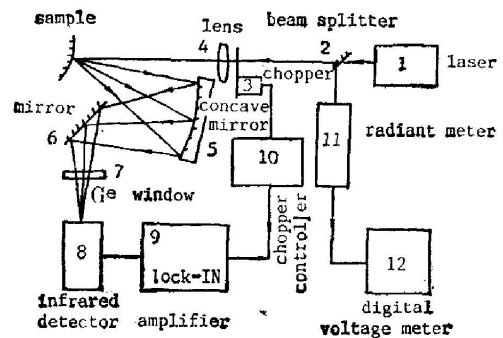 sample
lens
4
beam splitter
2
chopper
3
1
laser
mirror
6
7
concave
mirror
5
10
11
radiant meter
7
Ge window
chopper
controller
8
9
lock=IN
12
infrared
detector
amplifier
digital
voltage meter